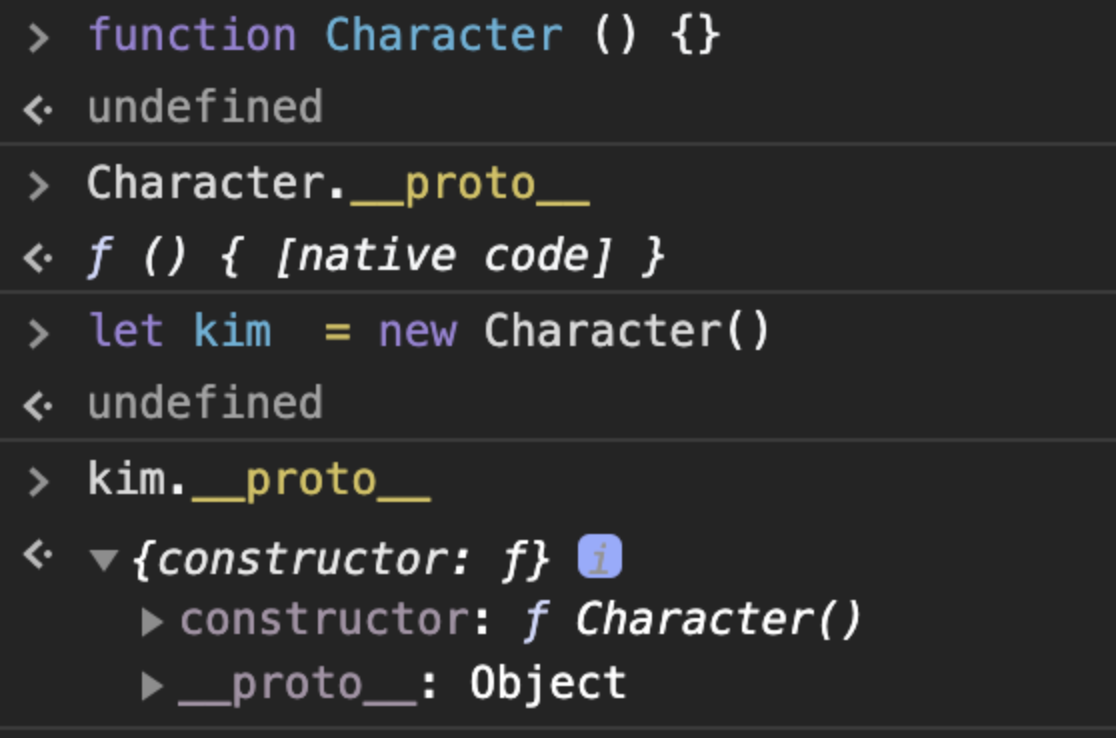 > function Character () {}
<· undefined
> Character.__proto__
<· ƒ () { [native code] }
> let kim  = new Character()
<· undefined
> kim.__proto__
<· ▼ {constructor: ƒ} i
▶ constructor: ƒ Character()
▶ __proto__: Object